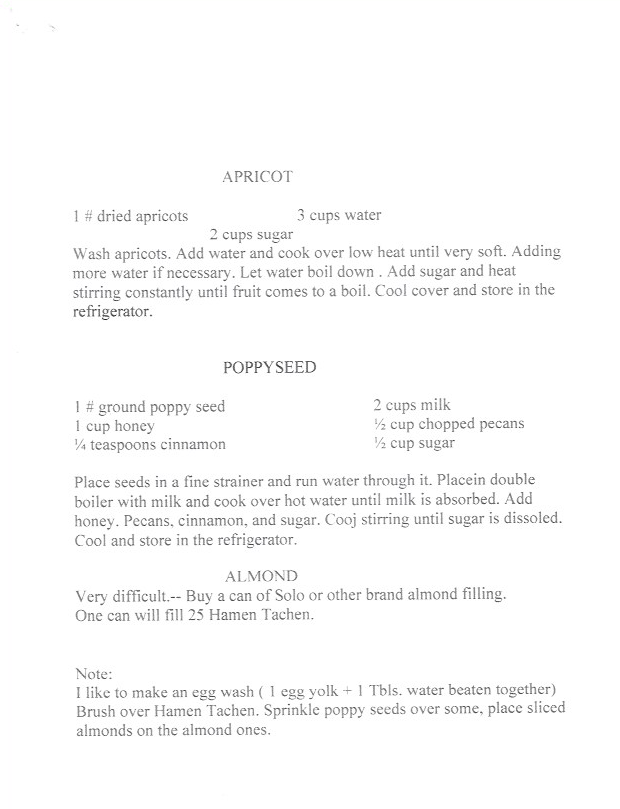 APRICOT
1 # dried apricots 3 cups water
2 cups sugar
Wash apricots. Add water and cook over low heat until very soft. Adding
more water if necessary. Let water boil down . Add sugar and heat
stirring constantly until fruit comes to a boil. Cool cover and store in the
refrigerator.
POPPYSEED
1 # ground poppy seed 2 cups milk
1 cup honey ½ cup chopped pecans
¼ teaspoons cinnamon ½ cup sugar
Place seeds in a fine strainer and run water through it. Placein double
boiler with milk and cook over hot water until milk is absorbed. Add
honey. Pecans, cinnamon, and sugar. Cooj stirring until sugar is dissoled.
Cool and store in the refrigerator.
ALMOND
Very difficult.-- Buy a can of Solo or other brand almond filling.
One can will fill 25 Hamen Tachen.
Note:
I like to make an egg wash ( 1 egg yolk + 1 Tbls. water beaten together)
Brush over Hamen Tachen. Sprinkle poppy seeds over some, place sliced
almonds on the almond ones.